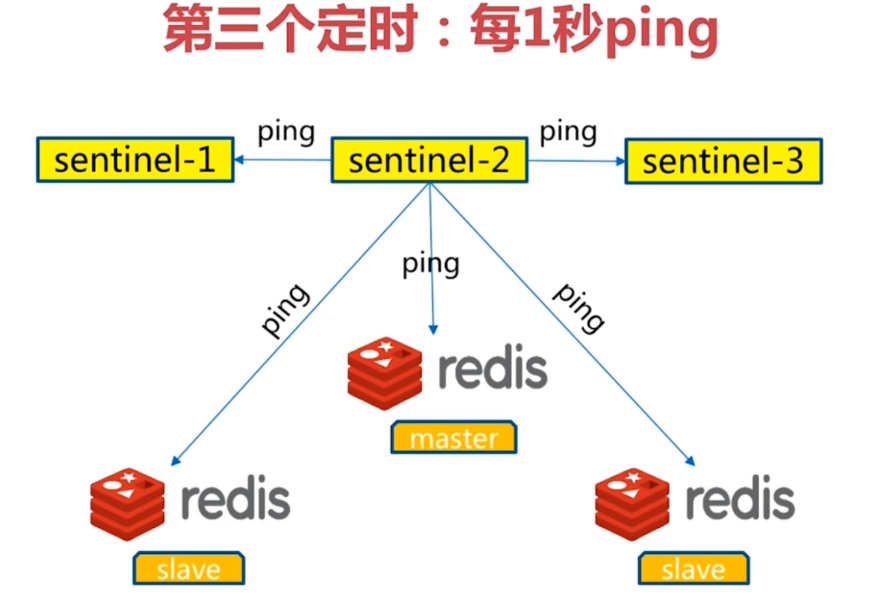 第三个定时：每1秒ping
ping
ping
sentinel-1
sentinel-2
sentinel-3
ping
ping
ping
redis
master
redis
redis
slave
slave